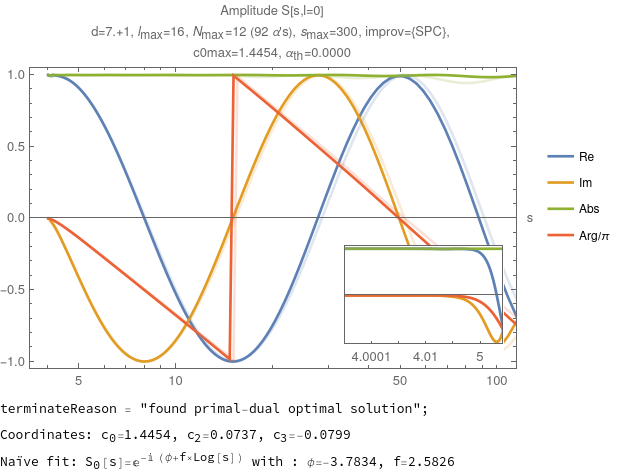 Amplitude S[s,l=0]
d=7.+1, lmax=16, Nmax=12 (92 α's), smax=300, improv={SPC},
c0max=1.4454, αth=0.0000
1.0
0.5
0.0
-0.5
-1.0
s
Re
Im
Abs
Arg/π
4.0001 4.01 5
5 10 50 100
terminateReason = "found primal-dual optimal solution";
Coordinates: c₀=1.4454, c₂=0.0737, c₃=-0.0799
Naïve fit: S₀[s]=e^-i (ϕ+f×Log[s]) with : ϕ=-3.7834, f=2.5826